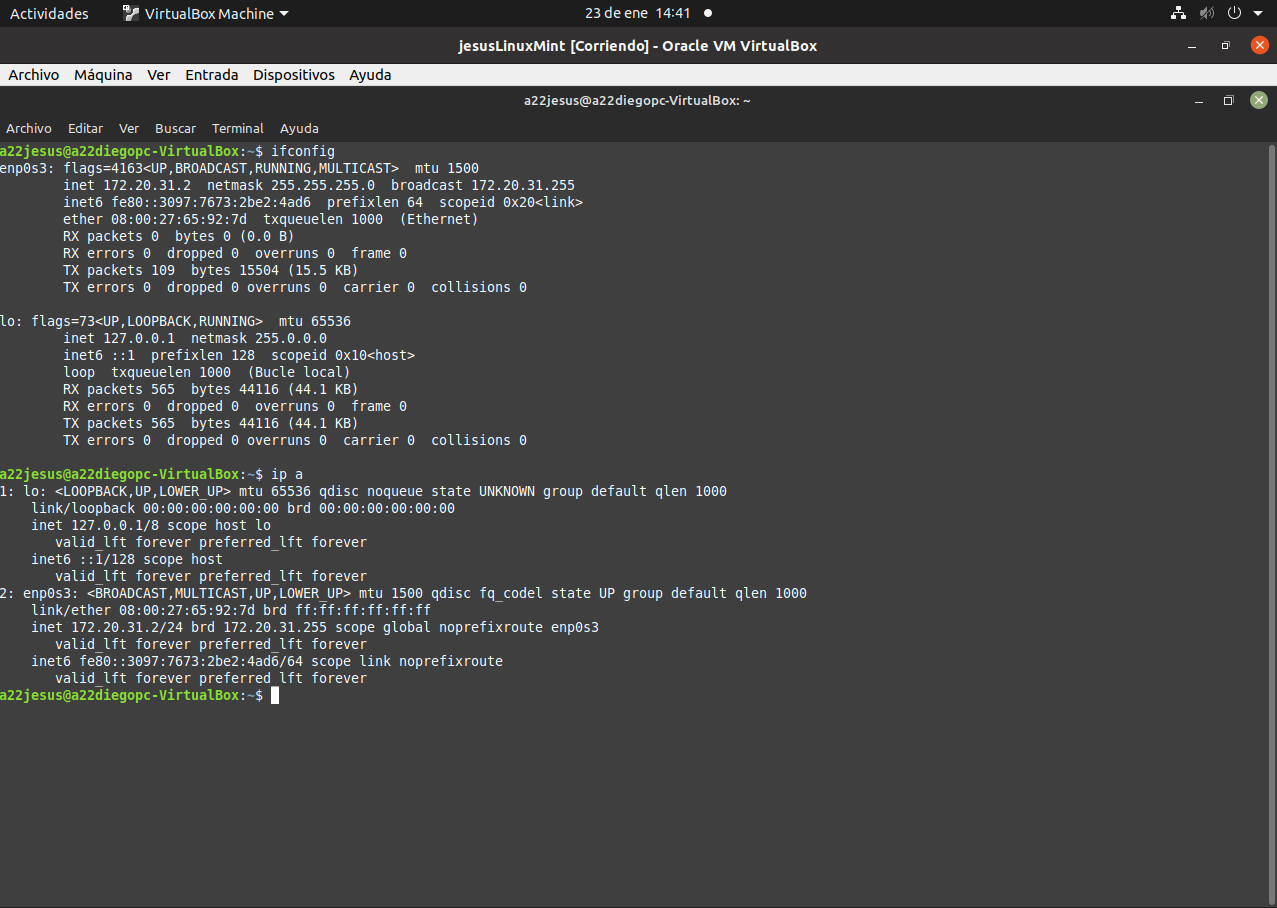 Actividades VirtualBox Machine 23 de ene 14:41
jesusLinuxMint [Corriendo] - Oracle VM VirtualBox
Archivo Máquina Ver Entrada Dispositivos Ayuda
a22jesus@a22diegopc-VirtualBox: ~
Archivo Editar Ver Buscar Terminal Ayuda
a22jesus@a22diegopc-VirtualBox:~$ ifconfig
enp0s3: flags=4163<UP,BROADCAST,RUNNING,MULTICAST>  mtu 1500
        inet 172.20.31.2  netmask 255.255.255.0  broadcast 172.20.31.255
        inet6 fe80::3097:7673:2be2:4ad6  prefixlen 64  scopeid 0x20<link>
        ether 08:00:27:65:92:7d  txqueuelen 1000  (Ethernet)
        RX packets 0  bytes 0 (0.0 B)
        RX errors 0  dropped 0  overruns 0  frame 0
        TX packets 109  bytes 15504 (15.5 KB)
        TX errors 0  dropped 0 overruns 0  carrier 0  collisions 0

lo: flags=73<UP,LOOPBACK,RUNNING>  mtu 65536
        inet 127.0.0.1  netmask 255.0.0.0
        inet6 ::1  prefixlen 128  scopeid 0x10<host>
        loop  txqueuelen 1000  (Bucle local)
        RX packets 565  bytes 44116 (44.1 KB)
        RX errors 0  dropped 0  overruns 0  frame 0
        TX packets 565  bytes 44116 (44.1 KB)
        TX errors 0  dropped 0 overruns 0  carrier 0  collisions 0

a22jesus@a22diegopc-VirtualBox:~$ ip a
1: lo: <LOOPBACK,UP,LOWER_UP> mtu 65536 qdisc noqueue state UNKNOWN group default qlen 1000
    link/loopback 00:00:00:00:00:00 brd 00:00:00:00:00:00
    inet 127.0.0.1/8 scope host lo
       valid_lft forever preferred_lft forever
    inet6 ::1/128 scope host
       valid_lft forever preferred_lft forever
2: enp0s3: <BROADCAST,MULTICAST,UP,LOWER_UP> mtu 1500 qdisc fq_codel state UP group default qlen 1000
    link/ether 08:00:27:65:92:7d brd ff:ff:ff:ff:ff:ff
    inet 172.20.31.2/24 brd 172.20.31.255 scope global noprefixroute enp0s3
       valid_lft forever preferred_lft forever
    inet6 fe80::3097:7673:2be2:4ad6/64 scope link noprefixroute
       valid_lft forever preferred_lft forever
a22jesus@a22diegopc-VirtualBox:~$